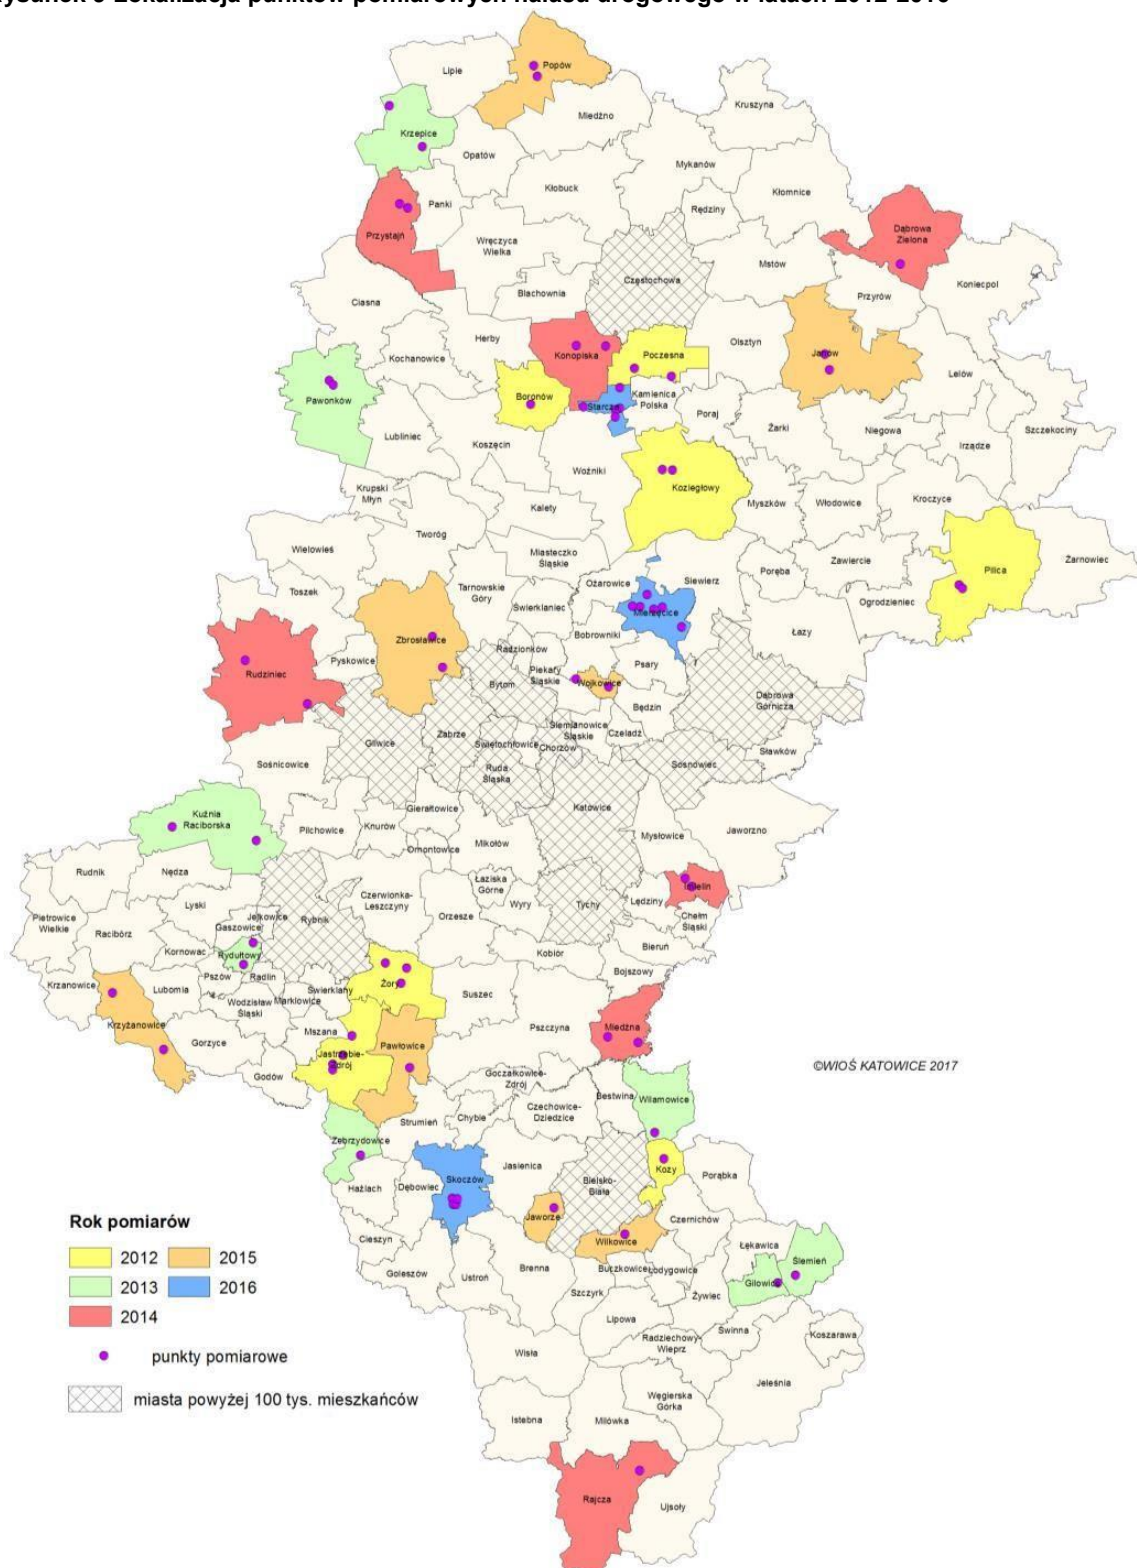 Lipie
Popów
Kruszyna
Miedźno
Krzepice
Opatów
Mykanów
Kłobuck
Kłomnice
Panki
Rędziny
Przystajń
Dąbrowa
Zielona
Wręczyca
Wielka
Mstów
Częstochowa
Koniecpol
Blachownia
Przyrów
Ciasna
Herby
Olsztyn
Kochanowice
Konopiska
Poczesna
Janów
Lelów
Pawonków
Boronów
Starcza
Kamienica
Polska
Poraj
Żarki
Niegowa
Szczekociny
Lubliniec
Koszęcin
Irządze
Woźniki
Krupski
Młyn
Koziegłowy
Kroczyce
Kalety
Myszków
Włodowice
Tworóg
Wielowieś
Miasteczko
Śląskie
Zawiercie
Żarnowiec
Poręba
Pilica
Ożarowice
Siewierz
Toszek
Tarnowskie
Góry
Ogrodzieniec
Świerklaniec
Mierzęcice
Zbrosławice
Bobrowniki
Łazy
Radzionków
Pyskowice
Psary
Rudziniec
Piekary
Śląskie
Bytom
Wojkowice
Dąbrowa
Górnicza
Będzin
Siemianowice
Śląskie
Czeladź
Zabrze
Gliwice
Świętochłowice
Chorzów
Sławków
Sośnicowice
Ruda
Śląska
Sosnowiec
Katowice
Gierałtowice
Kuźnia
Raciborska
Pilchowice
Knurów
Jaworzno
Mysłowice
Mikołów
Ornontowice
Rudnik
Nędza
Łaziska
Górne
Imielin
Czerwionka-
Leszczyny
Wyry
Lędziny
Lyski
Tychy
Pietrowice
Wielkie
Jejkowice
Rybnik
Orzesze
Chełm
Śląski
Gaszowice
Racibórz
Bieruń
Kornowac
Rydułtowy
Kobiór
Bojszowy
Pszów
Radlin
Krzanowice
Lubomia
Świerklany
Żory
Suszec
Wodzisław
Śląski
Marklowice
Krzyżanowice
Mszana
Pszczyna
Miedźna
Gorzyce
Pawłowice
Jastrzębie-
Zdrój
©WIOŚ KATOWICE 2017
Godów
Goczałkowice-
Zdrój
Bestwina
Wilamowice
Czechowice-
Dziedzice
Chybie
Strumień
Zebrzydowice
Jasienica
Kozy
Porąbka
Hażlach
Dębowiec
Skoczów
Bielsko-
Biała
Jaworze
Czernichów
Rok pomiarów
Cieszyn
Wilkowice
Łękawica
Ślemień
2012
2015
Goleszów
Ustroń
Brenna
Buczkowice
Łodygowice
Gilowice
2013
2016
Szczyrk
Żywiec
2014
Lipowa
Radziechowy-
Wieprz
Świnna
Koszarawa
punkty pomiarowe
Wisła
Jeleśnia
miasta powyżej 100 tys. mieszkańców
Węgierska
Górka
Istebna
Milówka
Rajcza
Ujsoły